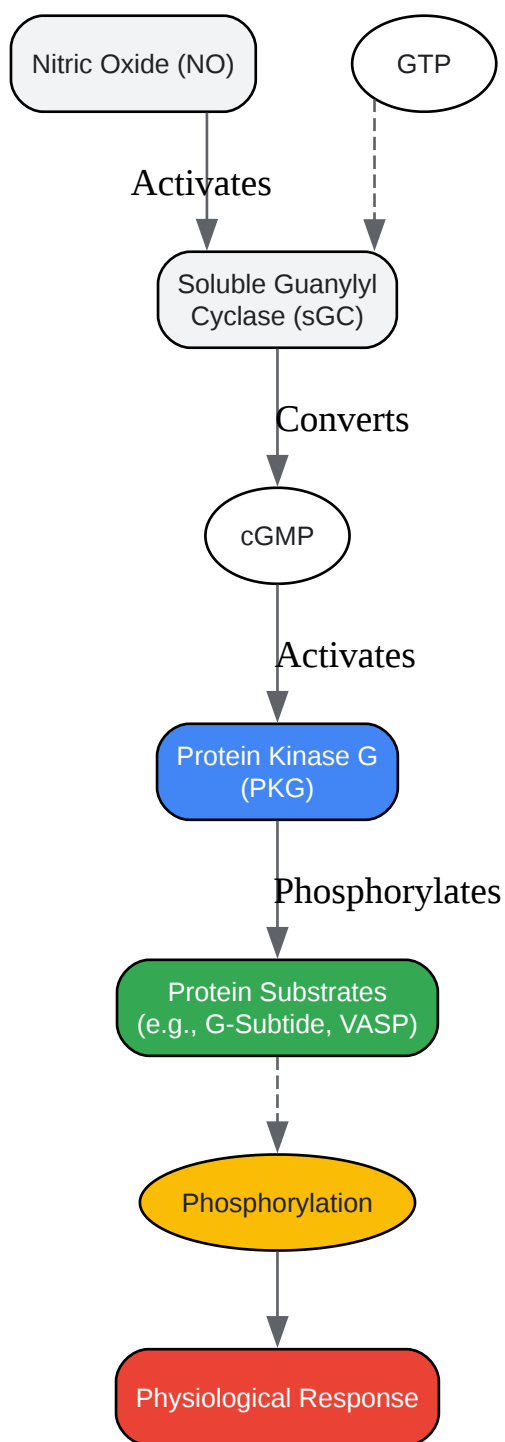 Nitric Oxide (NO)
GTP
Activates
Soluble Guanylyl
Cyclase (sGC)
Converts
cGMP
Activates
Protein Kinase G
(PKG)
Phosphorylates
Protein Substrates
(e.g., G-Subtide, VASP)
Phosphorylation
Physiological Response